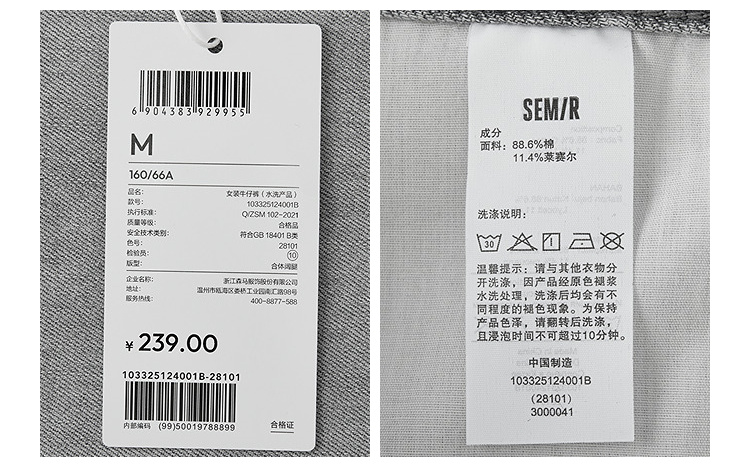 6904383929955
M
160/66A
品名: 女装牛仔裤（水洗产品）
款号: 103325124001B
执行标准: Q/ZSM 102-2021
质量等级: 合格品
安全技术类别: 符合GB 18401 B类
色号: 28101
检验员: 10
版型: 合体阔腿
企业名称: 浙江森马服饰股份有限公司
地址: 温州市瓯海区娄桥工业园南汇路98号
服务热线: 400-8877-588
¥ 239.00
103325124001B-28101
内部编码 (99)50019788899
合格证
SEM/R
成分
面料: 88.6%棉
11.4%莱赛尔
洗涤说明:
30
温馨提示: 请与其他衣物分
开洗涤, 因产品经原色褪浆
水洗处理, 洗涤后均会有不
同程度的褪色现象。为保持
产品色泽, 请翻转后洗涤,
且浸泡时间不可超过10分钟。
中国制造
103325124001B
(28101)
3000041